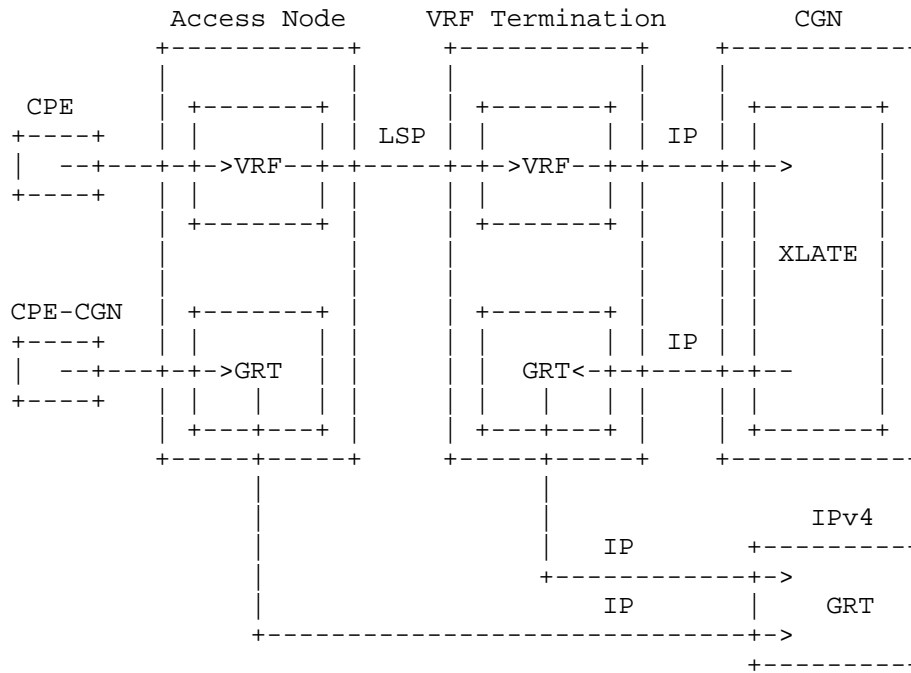 Access Node VRF Termination CGN
CPE
LSP IP
VRF VRF
XLATE
CPE-CGN
IP
GRT GRT
IPv4
IP
IP GRT